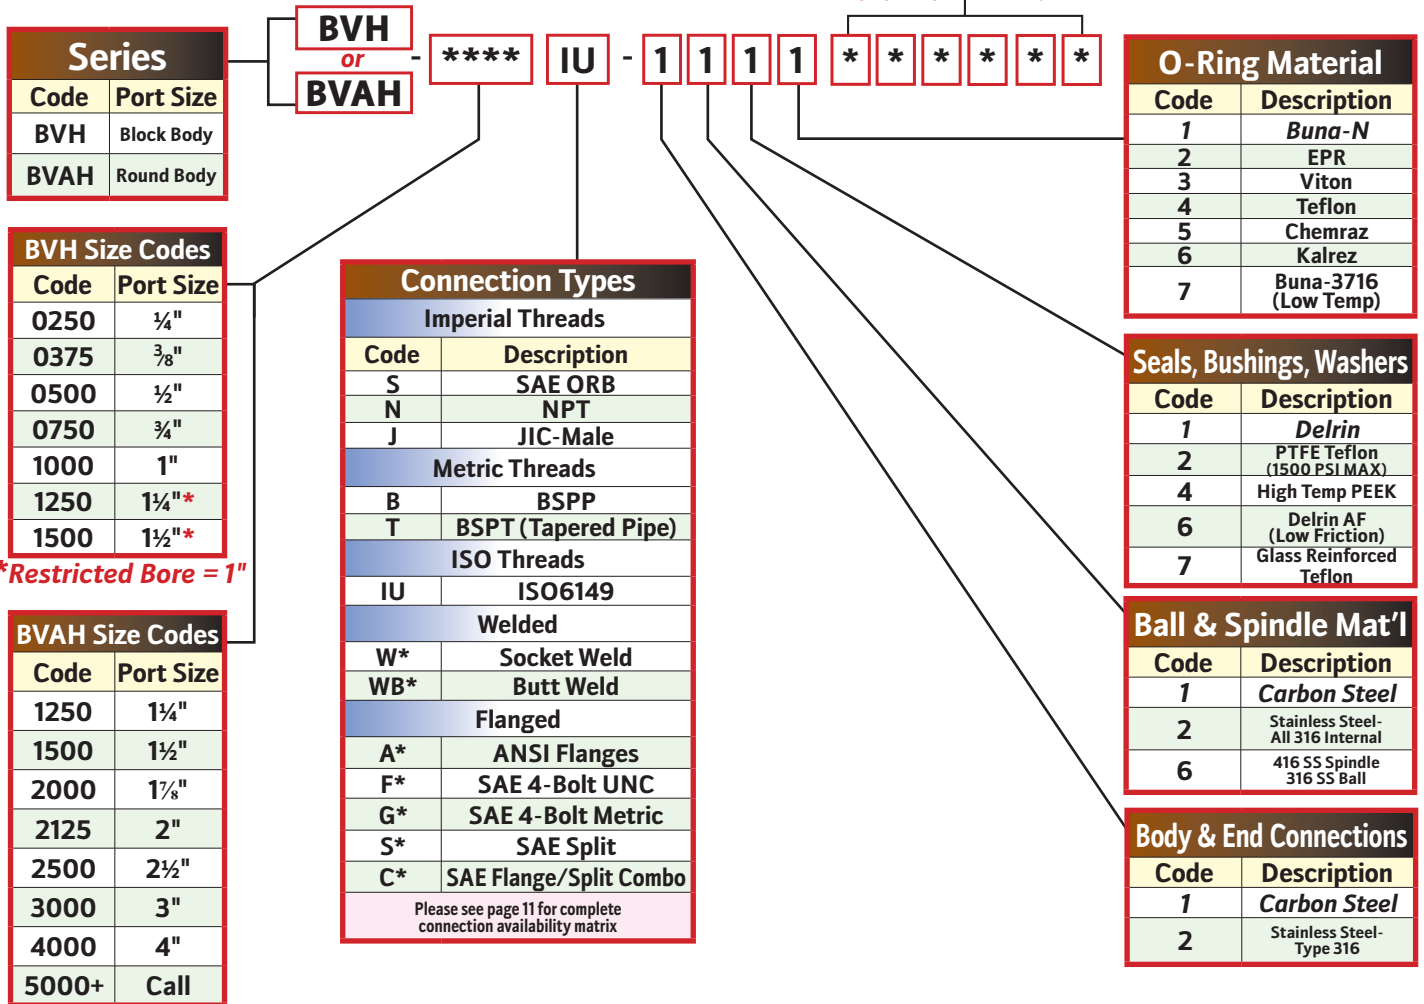 BVH
or
BVAH
- **** IU - 1 1 1 1 * * * * * *
Series
Code Port Size
BVH Block Body
BVAH Round Body
BVH Size Codes
Code Port Size
0250 ¼"
0375 ⅜"
0500 ½"
0750 ¾"
1000 1"
1250 1¼"*
1500 1½"*
*Restricted Bore = 1"
BVAH Size Codes
Code Port Size
1250 1¼"
1500 1½"
2000 1⅞"
2125 2"
2500 2½"
3000 3"
4000 4"
5000+ Call
Connection Types
Imperial Threads
Code Description
S SAE ORB
N NPT
J JIC-Male
Metric Threads
B BSPP
T BSPT (Tapered Pipe)
ISO Threads
IU ISO6149
Welded
W* Socket Weld
WB* Butt Weld
Flanged
A* ANSI Flanges
F* SAE 4-Bolt UNC
G* SAE 4-Bolt Metric
S* SAE Split
C* SAE Flange/Split Combo
Please see page 11 for complete
connection availability matrix
O-Ring Material
Code Description
1 Buna-N
2 EPR
3 Viton
4 Teflon
5 Chemraz
6 Kalrez
7 Buna-3716
(Low Temp)
Seals, Bushings, Washers
Code Description
1 Delrin
2 PTFE Teflon
(1500 PSI MAX)
4 High Temp PEEK
6 Delrin AF
(Low Friction)
7 Glass Reinforced
Teflon
Ball & Spindle Mat'l
Code Description
1 Carbon Steel
2 Stainless Steel-
All 316 Internal
6 416 SS Spindle
316 SS Ball
Body & End Connections
Code Description
1 Carbon Steel
2 Stainless Steel-
Type 316